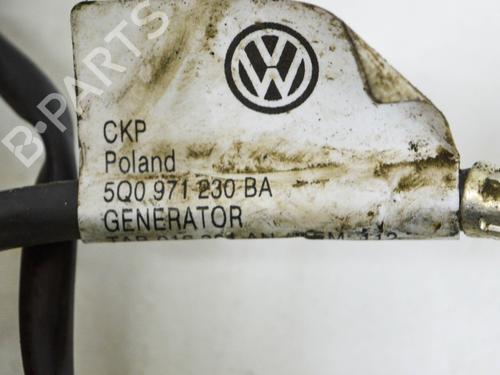 B-PARTS
CKP
Poland
5Q0 971 230 BA
GENERATOR